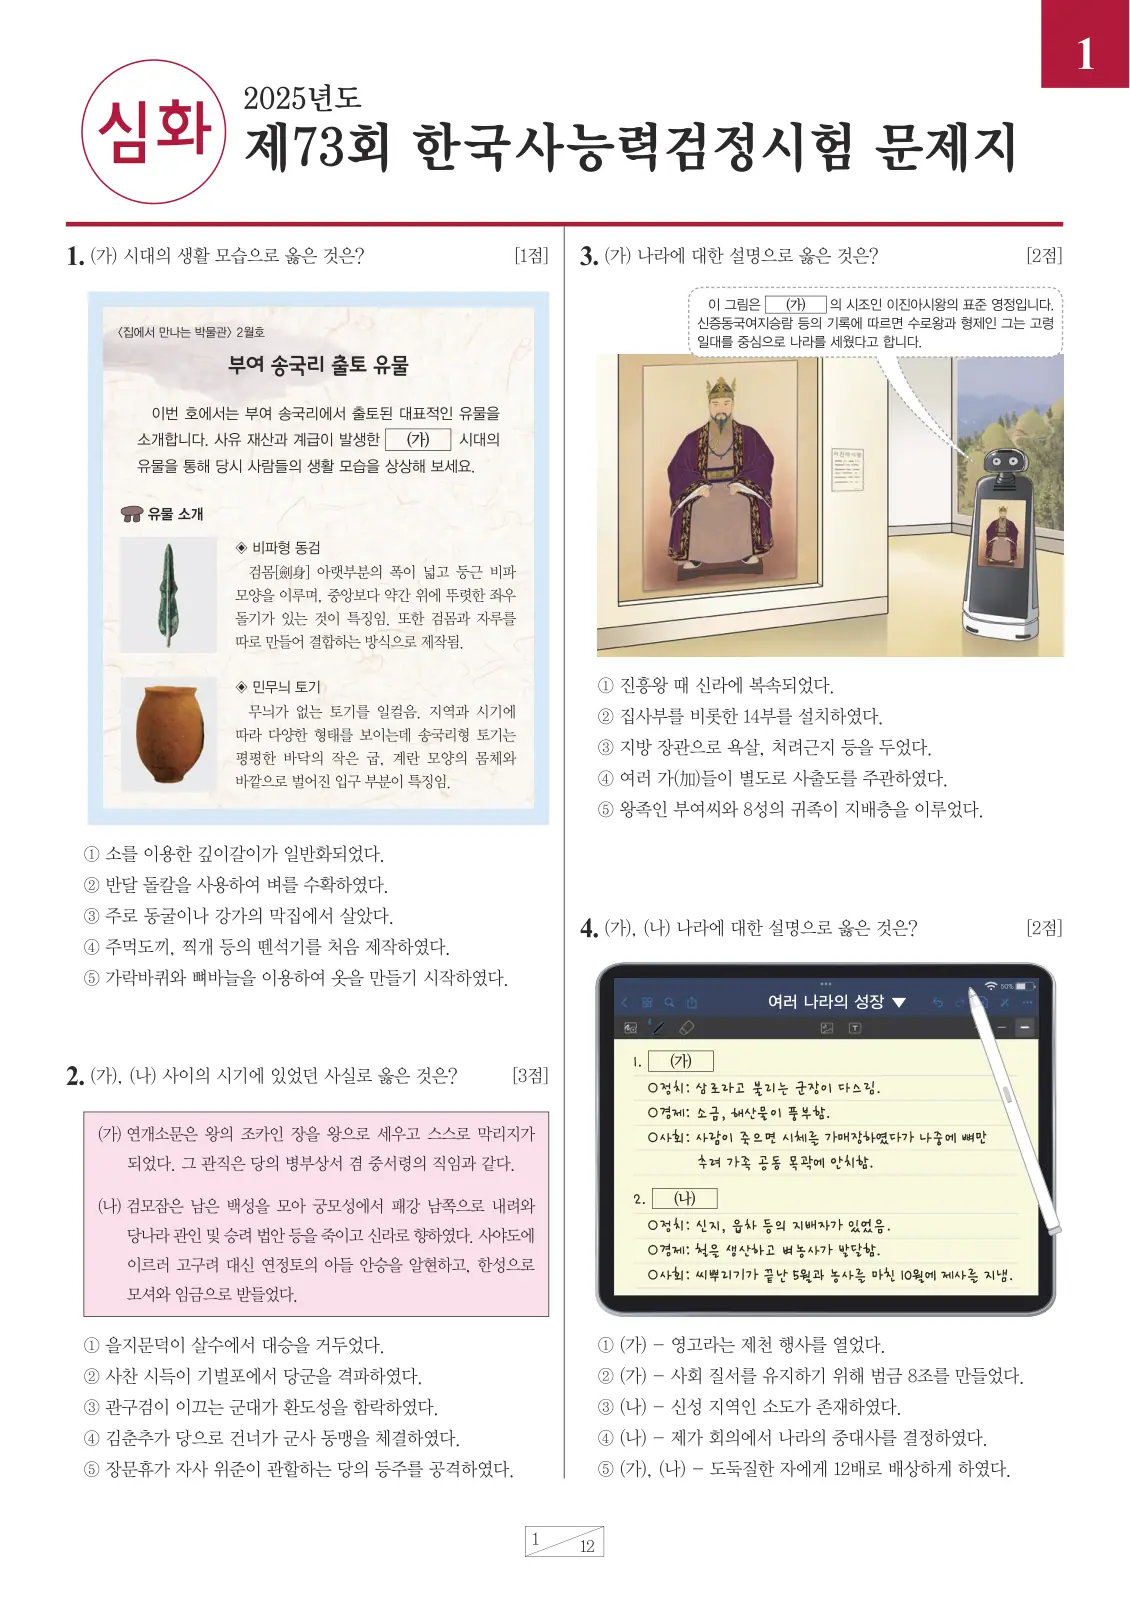 1
심화
2025년도
제73회 한국사능력검정시험 문제지
1. (가) 시대의 생활 모습으로 옳은 것은? [1점]
<집에서 만나는 박물관> 2월호
부여 송국리 출토 유물
이번 호에서는 부여 송국리에서 출토된 대표적인 유물을
소개합니다. 사유 재산과 계급이 발생한 (가) 시대의
유물을 통해 당시 사람들의 생활 모습을 상상해 보세요.
유물 소개
◈ 비파형 동검
검몸[劍身] 아랫부분의 폭이 넓고 둥근 비파
모양을 이루며, 중앙보다 약간 위에 뚜렷한 좌우
돌기가 있는 것이 특징임. 또한 검몸과 자루를
따로 만들어 결합하는 방식으로 제작됨.
◈ 민무늬 토기
무늬가 없는 토기를 일컬음. 지역과 시기에
따라 다양한 형태를 보이는데 송국리형 토기는
평평한 바닥의 작은 굽, 계란 모양의 몸체와
바깥으로 벌어진 입구 부분이 특징임.
① 소를 이용한 깊이갈이가 일반화되었다.
② 반달 돌칼을 사용하여 벼를 수확하였다.
③ 주로 동굴이나 강가의 막집에서 살았다.
④ 주먹도끼, 찍개 등의 뗀석기를 처음 제작하였다.
⑤ 가락바퀴와 뼈바늘을 이용하여 옷을 만들기 시작하였다.
2. (가), (나) 사이의 시기에 있었던 사실로 옳은 것은? [3점]
(가) 연개소문은 왕의 조카인 장을 왕으로 세우고 스스로 막리지가
되었다. 그 관직은 당의 병부상서 겸 중서령의 직임과 같다.
(나) 검모잠은 남은 백성을 모아 궁모성에서 패강 남쪽으로 내려와
당나라 관인 및 승려 법안 등을 죽이고 신라로 향하였다. 사야도에
이르러 고구려 대신 연정토의 아들 안승을 알현하고, 한성으로
모셔와 임금으로 받들었다.
① 을지문덕이 살수에서 대승을 거두었다.
② 사찬 시득이 기벌포에서 당군을 격파하였다.
③ 관구검이 이끄는 군대가 환도성을 함락하였다.
④ 김춘추가 당으로 건너가 군사 동맹을 체결하였다.
⑤ 장문휴가 자사 위준이 관할하는 당의 등주를 공격하였다.
3. (가) 나라에 대한 설명으로 옳은 것은? [2점]
이 그림은 (가) 의 시조인 이진아시왕의 표준 영정입니다.
신증동국여지승람 등의 기록에 따르면 수로왕과 형제인 그는 고령
일대를 중심으로 나라를 세웠다고 합니다.
이진아시왕
① 진흥왕 때 신라에 복속되었다.
② 집사부를 비롯한 14부를 설치하였다.
③ 지방 장관으로 욕살, 처려근지 등을 두었다.
④ 여러 가(加)들이 별도로 사출도를 주관하였다.
⑤ 왕족인 부여씨와 8성의 귀족이 지배층을 이루었다.
4. (가), (나) 나라에 대한 설명으로 옳은 것은? [2점]
50%
여러 나라의 성장 ▼
T
1. (가)
○정치: 삼로라고 불리는 군장이 다스림.
○경제: 소금, 해산물이 풍부함.
○사회: 사람이 죽으면 시체를 가매장하였다가 나중에 뼈만
추려 가족 공동 목곽에 안치함.
2. (나)
○정치: 신지, 읍차 등의 지배자가 있었음.
○경제: 철을 생산하고 벼농사가 발달함.
○사회: 씨뿌리기가 끝난 5월과 농사를 마친 10월에 제사를 지냄.
① (가) - 영고라는 제천 행사를 열었다.
② (가) - 사회 질서를 유지하기 위해 범금 8조를 만들었다.
③ (나) - 신성 지역인 소도가 존재하였다.
④ (나) - 제가 회의에서 나라의 중대사를 결정하였다.
⑤ (가), (나) - 도둑질한 자에게 12배로 배상하게 하였다.
1
12